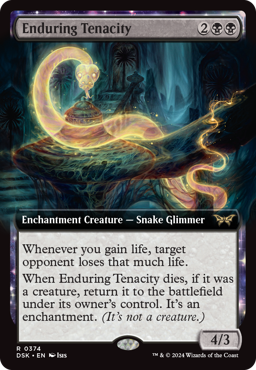 Enduring Tenacity 2
Enchantment Creature — Snake Glimmer
Whenever you gain life, target
opponent loses that much life.
When Enduring Tenacity dies, if it was
a creature, return it to the battlefield
under its owner's control. It's an
enchantment. (It's not a creature.)
4/3
R 0374
DSK • EN Isis
™ & © 2024 Wizards of the Coast